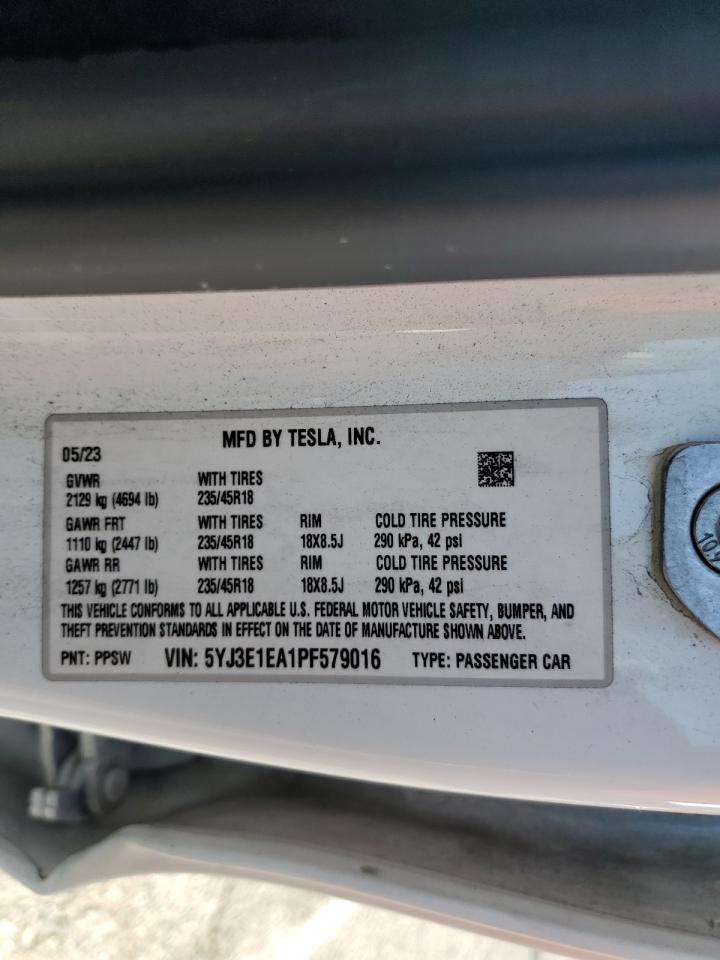 MFD BY TESLA, INC.
05/23
GVWR WITH TIRES
2129 kg (4694 lb) 235/45R18
GAWR FRT WITH TIRES RIM COLD TIRE PRESSURE
1110 kg (2447 lb) 235/45R18 18X8.5J 290 kPa, 42 psi
GAWR RR WITH TIRES RIM COLD TIRE PRESSURE
1257 kg (2771 lb) 235/45R18 18X8.5J 290 kPa, 42 psi
THIS VEHICLE CONFORMS TO ALL APPLICABLE U.S. FEDERAL MOTOR VEHICLE SAFETY, BUMPER, AND
THEFT PREVENTION STANDARDS IN EFFECT ON THE DATE OF MANUFACTURE SHOWN ABOVE.
PNT: PPSW VIN: 5YJ3E1EA1PF579016 TYPE: PASSENGER CAR